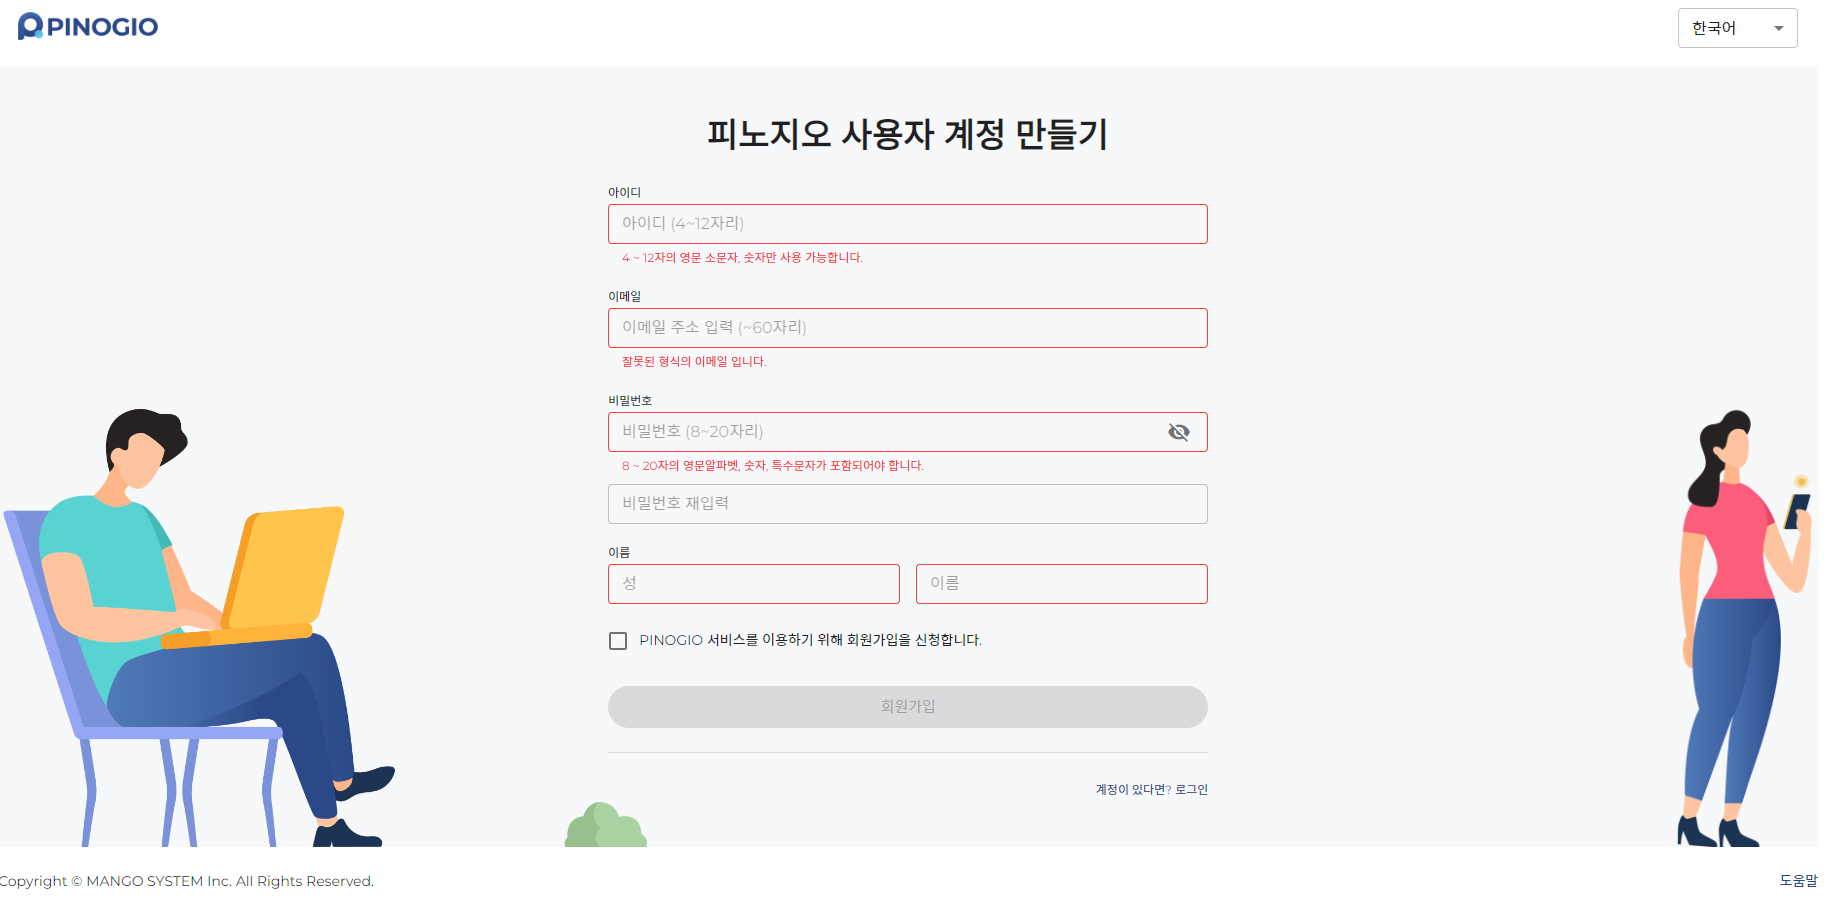 PINOGIO
한국어
피노지오 사용자 계정 만들기
아이디
아이디 (4~12자리)
4 ~ 12자의 영문 소문자, 숫자만 사용 가능합니다.
이메일
이메일 주소 입력 (~60자리)
잘못된 형식의 이메일 입니다.
비밀번호
비밀번호 (8~20자리)
8 ~ 20자의 영문알파벳, 숫자, 특수문자가 포함되어야 합니다.
비밀번호 재입력
이름
성
이름
PINOGIO 서비스를 이용하기 위해 회원가입을 신청합니다.
회원가입
계정이 있다면? 로그인
Copyright © MANGO SYSTEM Inc. All Rights Reserved.
도움말